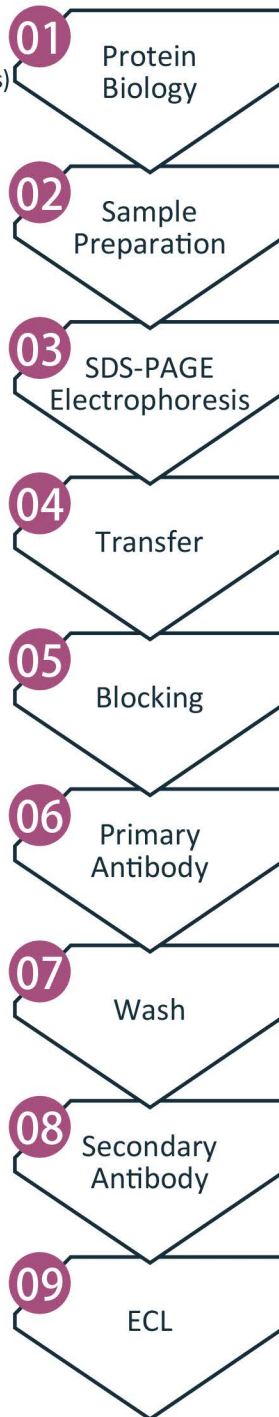 01
Protein
Biology
s)
02
Sample
Preparation
03
SDS-PAGE
Electrophoresis
04
Transfer
05
Blocking
06
Primary
Antibody
07
Wash
08
Secondary
Antibody
09
ECL